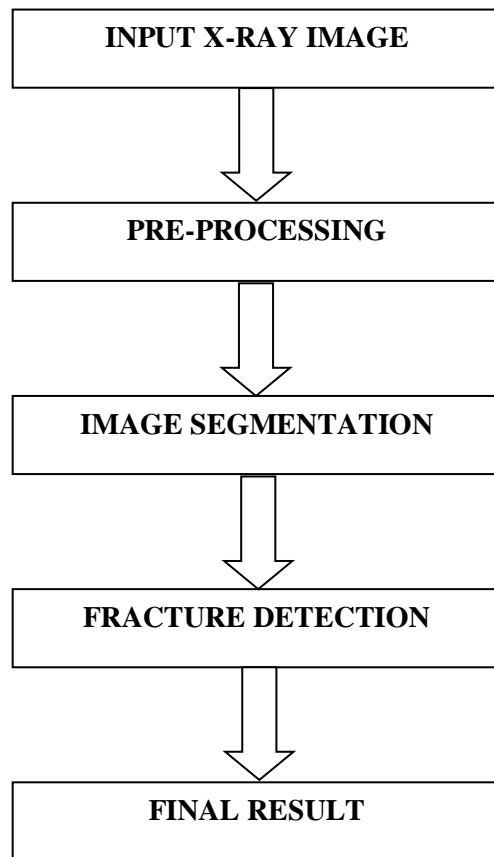 INPUT X-RAY IMAGE
PRE-PROCESSING
IMAGE SEGMENTATION
FRACTURE DETECTION
FINAL RESULT